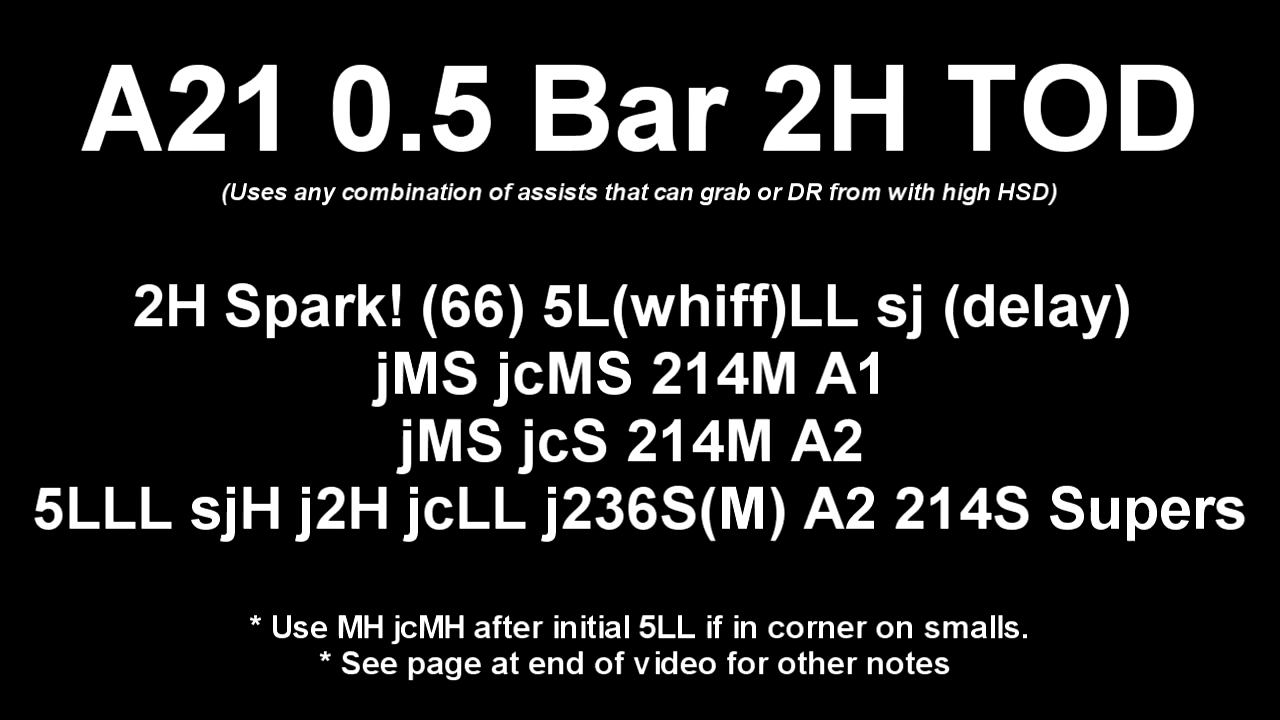 A21 0.5 Bar 2H TOD
(Uses any combination of assists that can grab or DR from with high HSD)
2H Spark! (66) 5L(whiff)LL sj (delay)
jMS jcMS 214M A1
jMS jcS 214M A2
5LLL sjH j2H jcLL j236S(M) A2 214S Supers
* Use MH jcMH after initial 5LL if in corner on smalls.
* See page at end of video for other notes